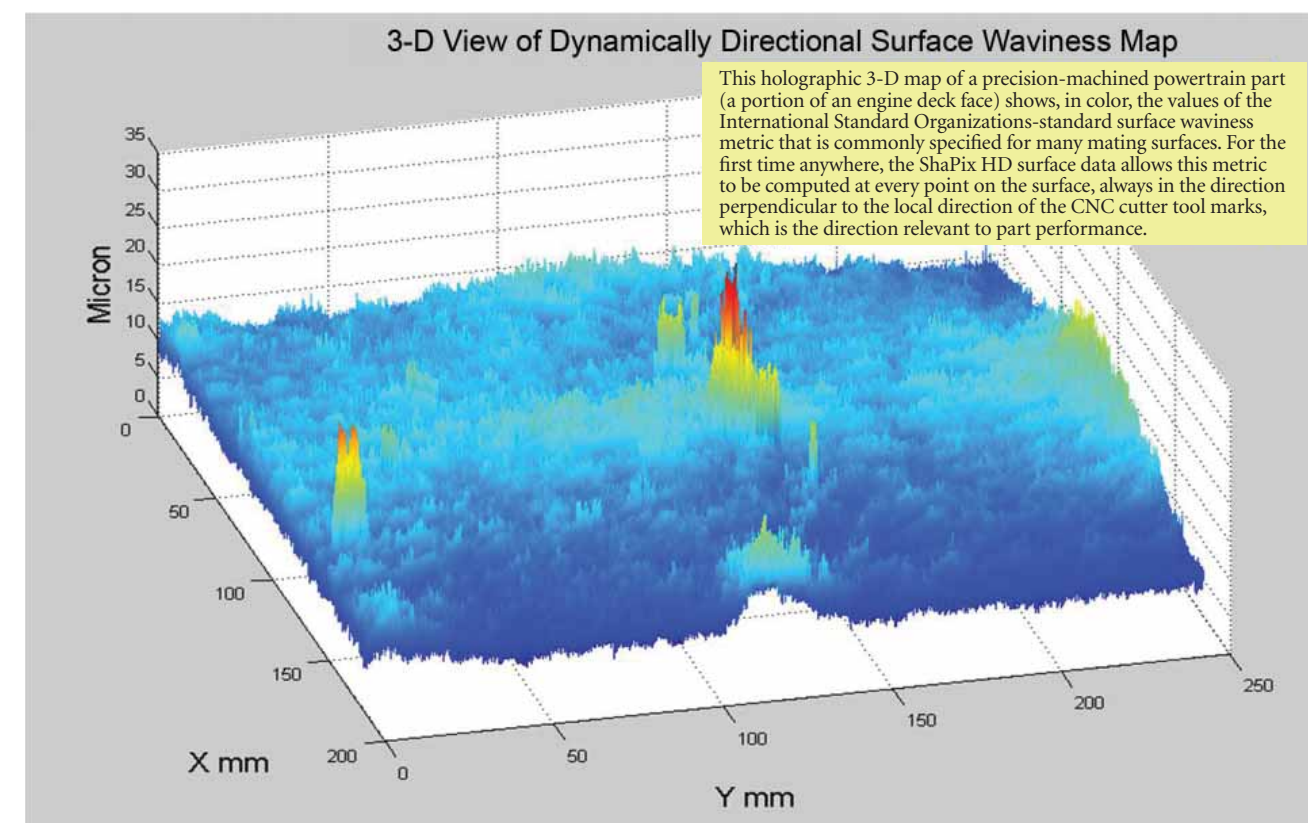 3-D View of Dynamically Directional Surface Waviness Map
This holographic 3-D map of a precision-machined powertrain part
(a portion of an engine deck face) shows, in color, the values of the
International Standard Organizations-standard surface waviness
metric that is commonly specified for many mating surfaces. For the
first time anywhere, the ShaPix HD surface data allows this metric
to be computed at every point on the surface, always in the direction
perpendicular to the local direction of the CNC cutter tool marks,
which is the direction relevant to part performance.
35
30
25
20
15
10
5
0
Micron
0
50
100
150
200
X mm
0
50
100
150
200
250
Y mm